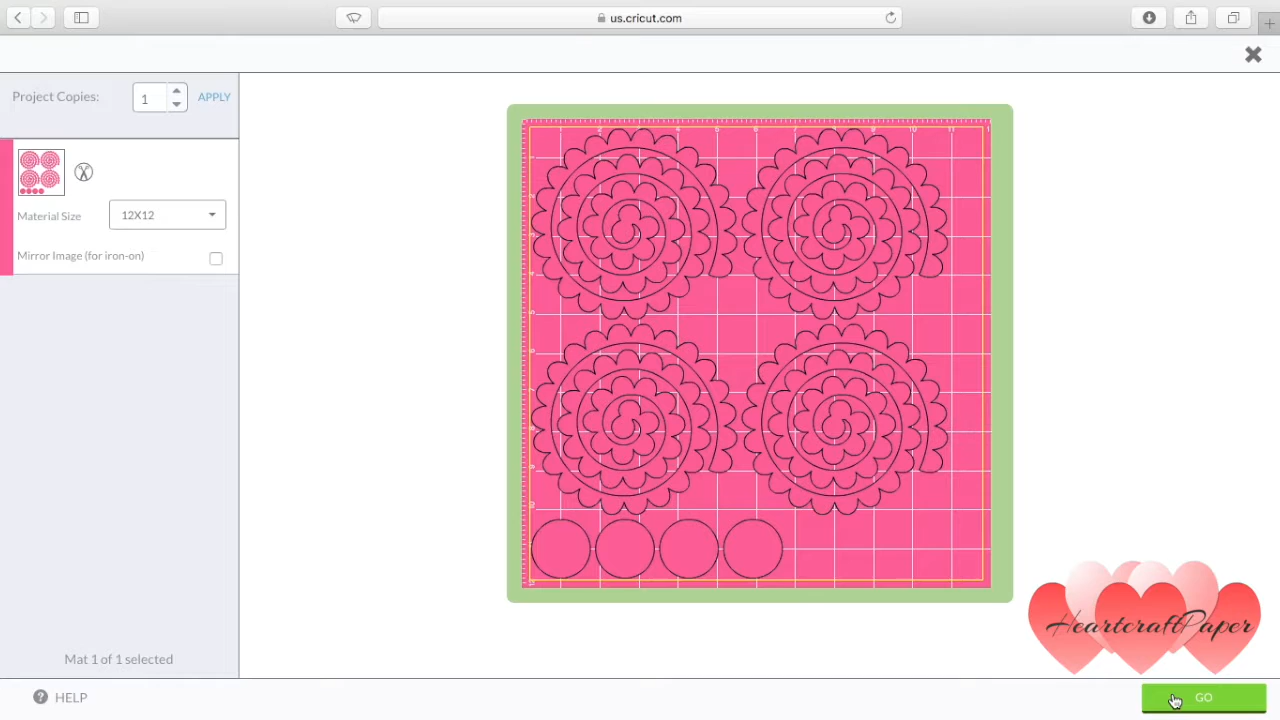 us.cricut.com
Project Copies:
1
APPLY
Material Size
12X12
Mirror Image (for iron-on)
Mat 1 of 1 selected
HELP
HeartcraftPaper
GO